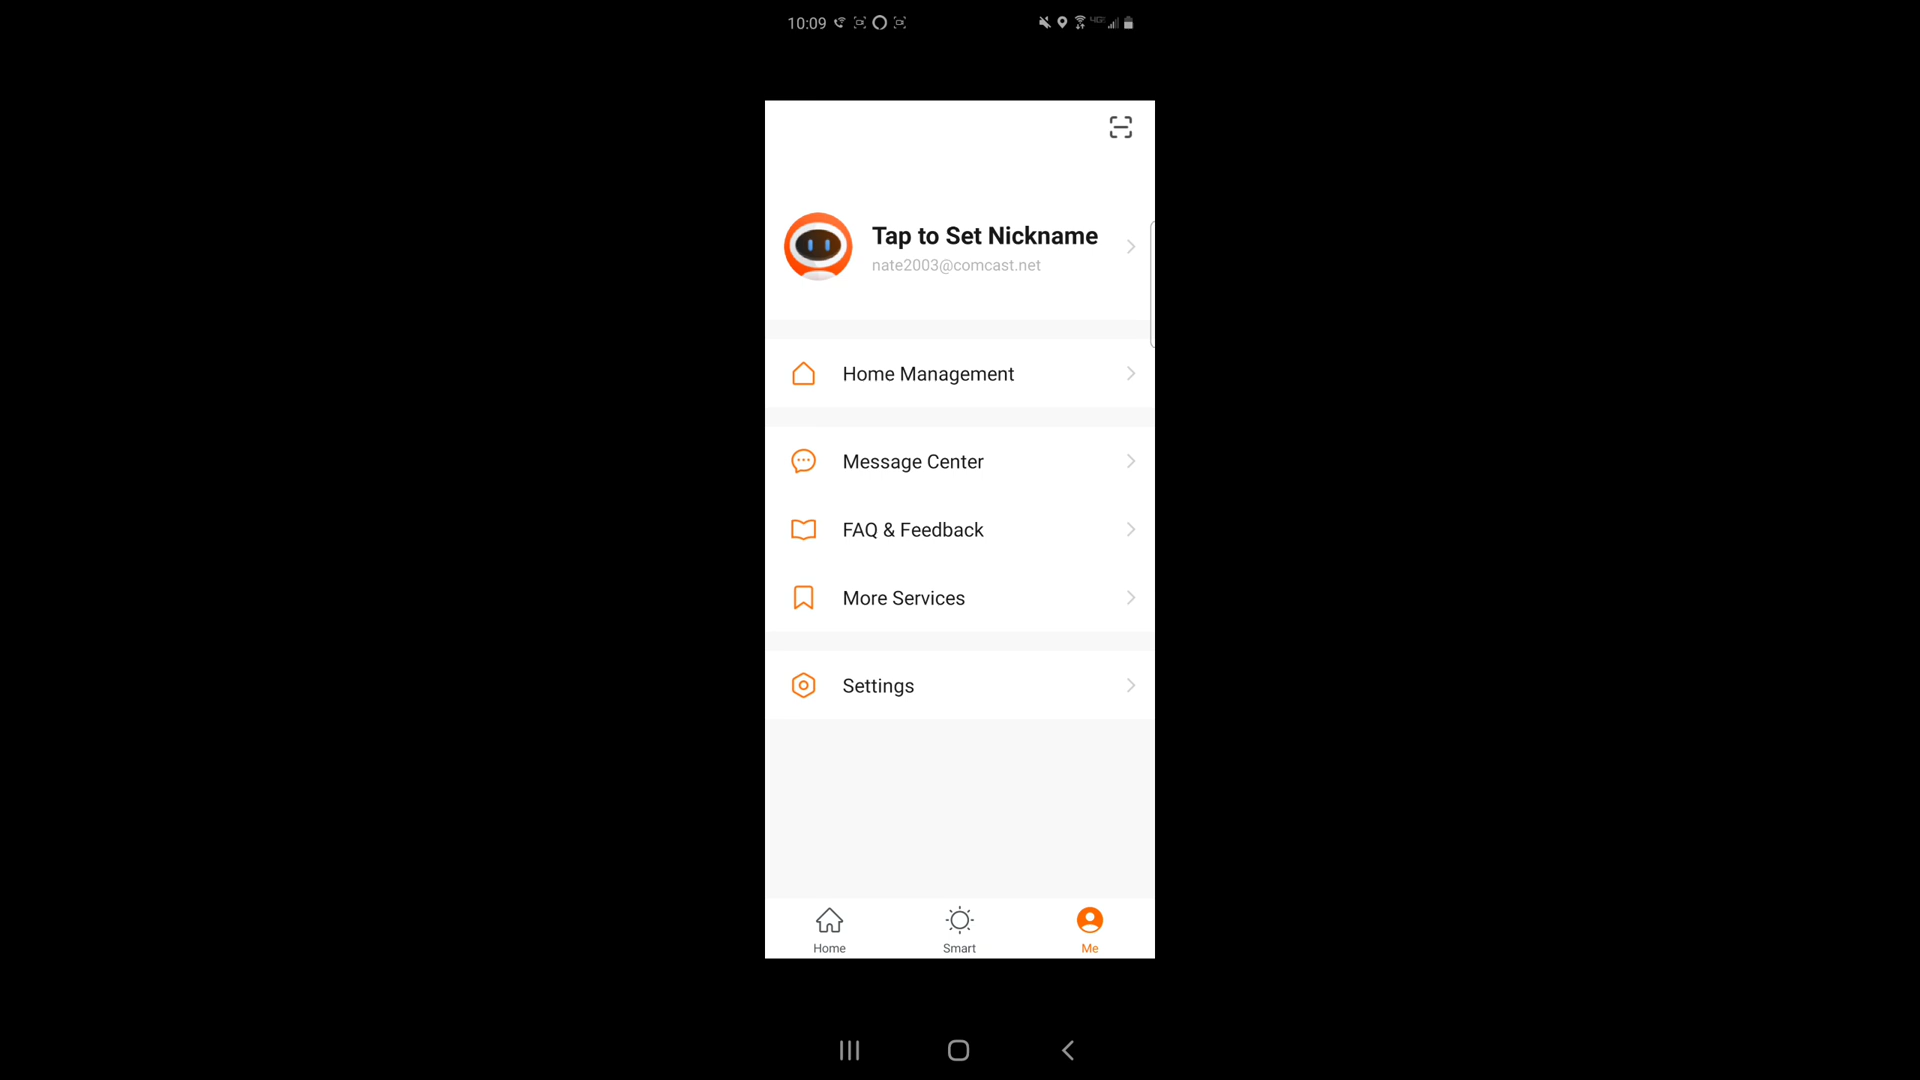 10:09
Tap to Set Nickname
nate2003@comcast.net
Home Management
Message Center
FAQ & Feedback
More Services
Settings
Home
Smart
Me